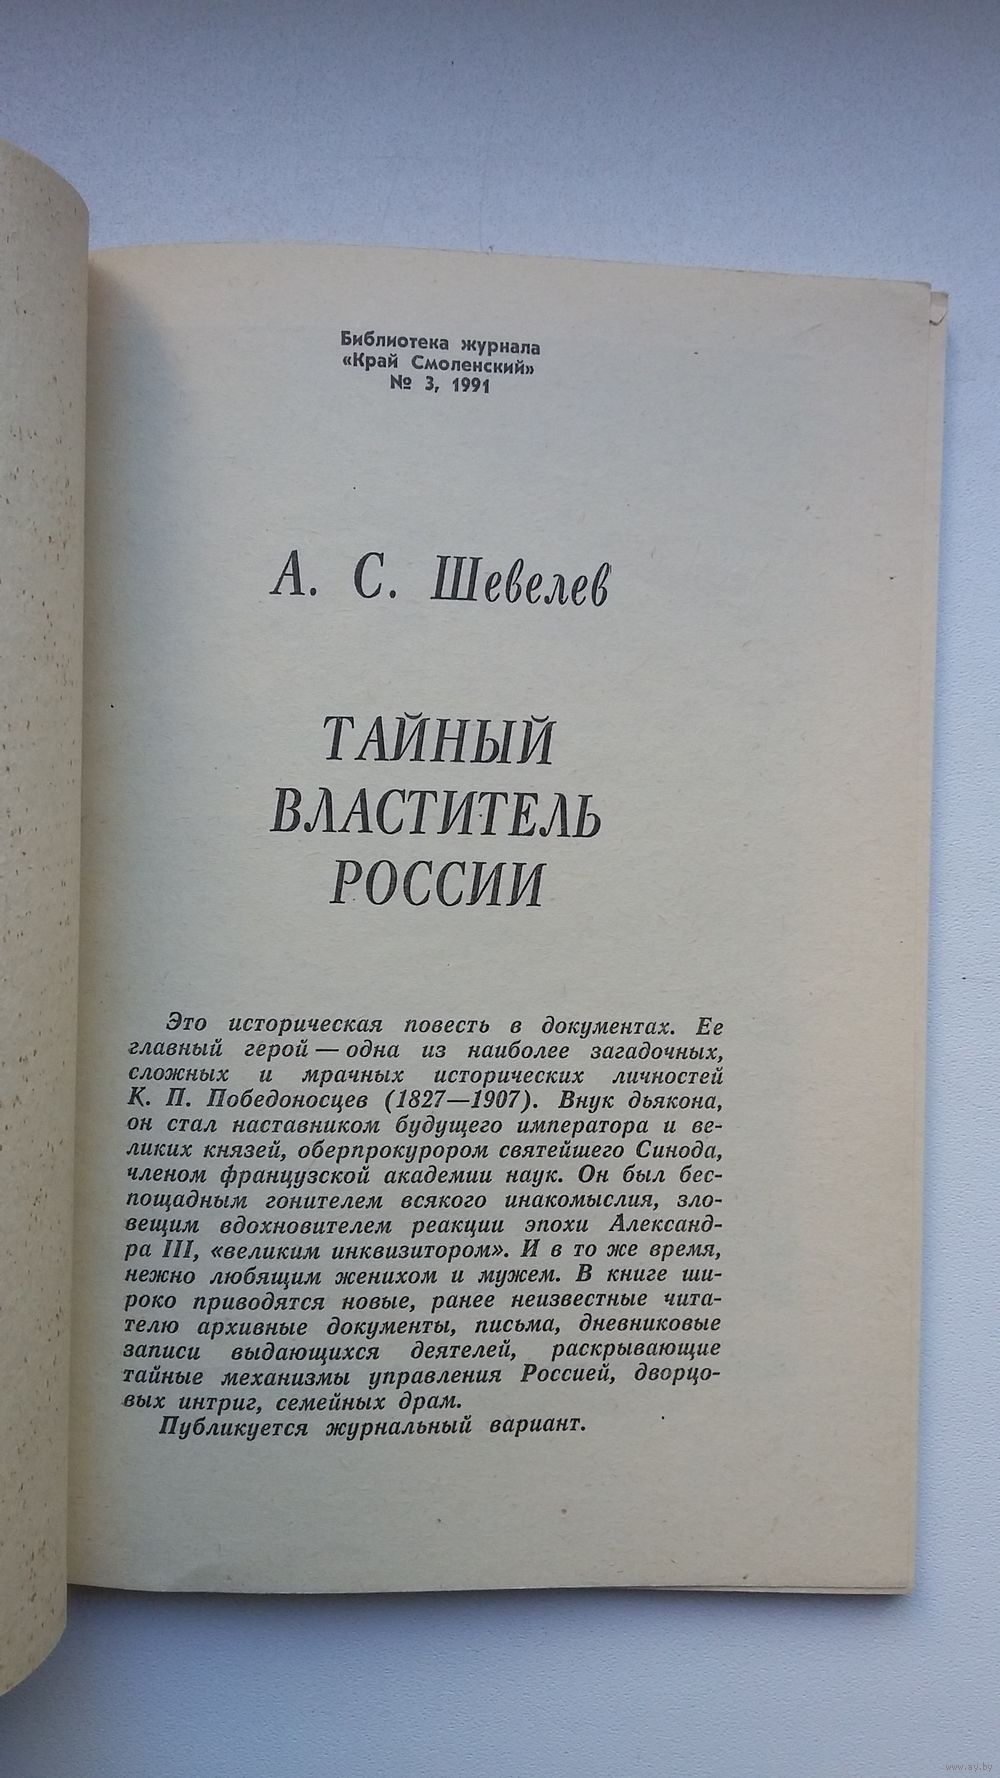 Библиотека журнала
«Край Смоленский»
№ 3, 1991
А. С. Шевелев
ТАЙНЫЙ
ВЛАСТИТЕЛЬ
РОССИИ
Это историческая повесть в документах. Ее
главный герой — одна из наиболее загадочных,
сложных и мрачных исторических личностей
К. П. Победоносцев (1827—1907). Внук дьякона,
он стал наставником будущего императора и ве-
ликих князей, оберпрокурором святейшего Синода,
членом французской академии наук. Он был бес-
пощадным гонителем всякого инакомыслия, зло-
вещим вдохновителем реакции эпохи Александ-
ра III, «великим инквизитором». И в то же время,
нежно любящим женихом и мужем. В книге ши-
роко приводятся новые, ранее неизвестные чита-
телю архивные документы, письма, дневниковые
записи выдающихся деятелей, раскрывающие
тайные механизмы управления Россией, дворцо-
вых интриг, семейных драм.
Публикуется журнальный вариант.
www.ay.by